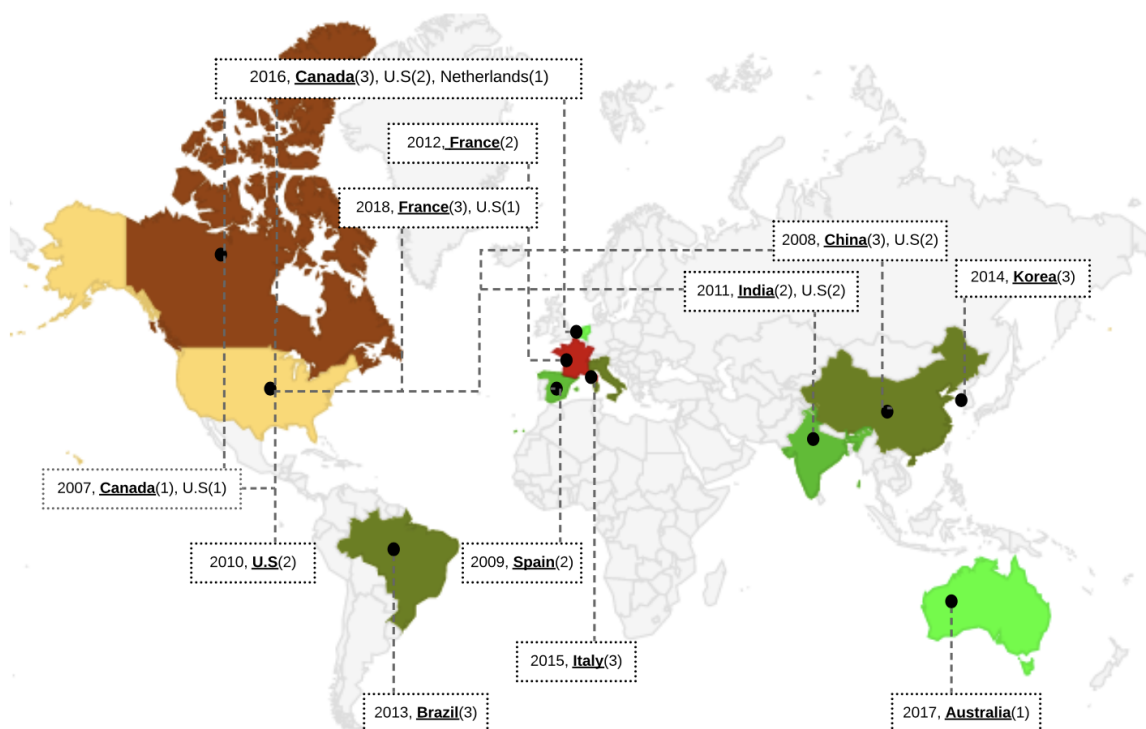 2016, Canada(3), U.S(2), Netherlands(1)
2012, France(2)
2018, France(3), U.S(1)
2008, China(3), U.S(2)
2014, Korea(3)
2011, India(2), U.S(2)
2007, Canada(1), U.S(1)
2010, U.S(2)
2009, Spain(2)
2015, Italy(3)
2013, Brazil(3)
2017, Australia(1)